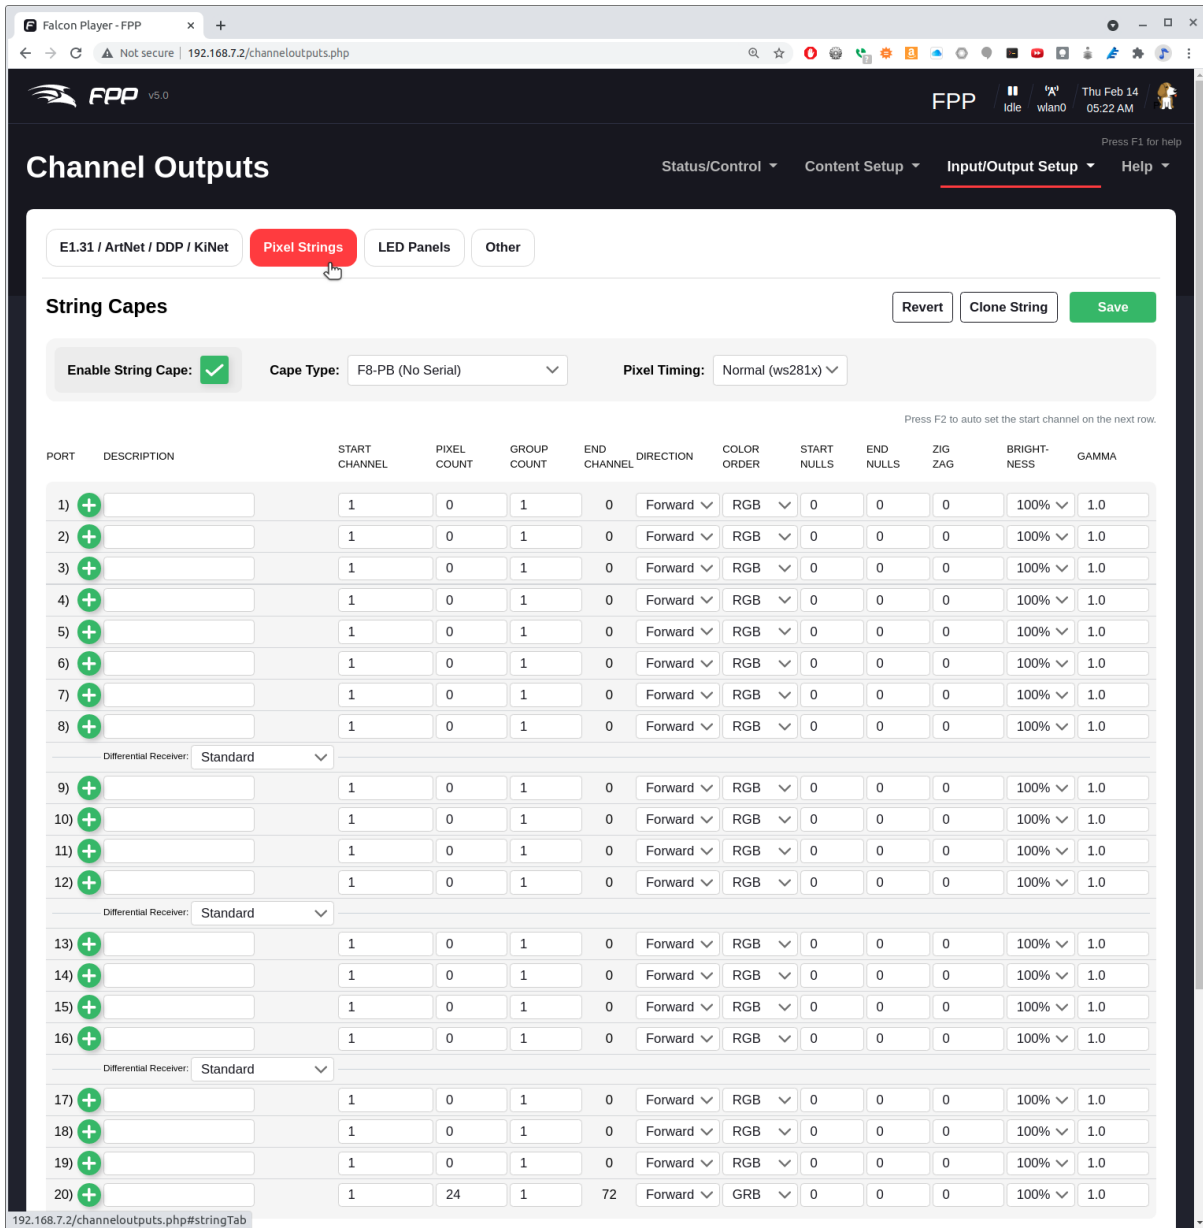 Falcon Player - FPP
Not secure | 192.168.7.2/channeloutputs.php
FPP v5.0
FPP Idle wlan0 Thu Feb 14 05:22 AM
Press F1 for help
Channel Outputs Status/Control Content Setup Input/Output Setup Help
E1.31 / ArtNet / DDP / KiNet Pixel Strings LED Panels Other
String Capes Revert Clone String Save
Enable String Cape: Cape Type: F8-PB (No Serial) Pixel Timing: Normal (ws281x)
Press F2 to auto set the start channel on the next row.
PORT DESCRIPTION START CHANNEL PIXEL COUNT GROUP COUNT END CHANNEL DIRECTION COLOR ORDER START NULLS END NULLS ZIG ZAG BRIGHT-NESS GAMMA
1) 1 0 1 0 Forward RGB 0 0 0 100% 1.0
2) 1 0 1 0 Forward RGB 0 0 0 100% 1.0
3) 1 0 1 0 Forward RGB 0 0 0 100% 1.0
4) 1 0 1 0 Forward RGB 0 0 0 100% 1.0
5) 1 0 1 0 Forward RGB 0 0 0 100% 1.0
6) 1 0 1 0 Forward RGB 0 0 0 100% 1.0
7) 1 0 1 0 Forward RGB 0 0 0 100% 1.0
8) 1 0 1 0 Forward RGB 0 0 0 100% 1.0
Differential Receiver: Standard
9) 1 0 1 0 Forward RGB 0 0 0 100% 1.0
10) 1 0 1 0 Forward RGB 0 0 0 100% 1.0
11) 1 0 1 0 Forward RGB 0 0 0 100% 1.0
12) 1 0 1 0 Forward RGB 0 0 0 100% 1.0
Differential Receiver: Standard
13) 1 0 1 0 Forward RGB 0 0 0 100% 1.0
14) 1 0 1 0 Forward RGB 0 0 0 100% 1.0
15) 1 0 1 0 Forward RGB 0 0 0 100% 1.0
16) 1 0 1 0 Forward RGB 0 0 0 100% 1.0
Differential Receiver: Standard
17) 1 0 1 0 Forward RGB 0 0 0 100% 1.0
18) 1 0 1 0 Forward RGB 0 0 0 100% 1.0
19) 1 0 1 0 Forward RGB 0 0 0 100% 1.0
20) 1 24 1 72 Forward GRB 0 0 0 100% 1.0
192.168.7.2/channeloutputs.php#stringTab